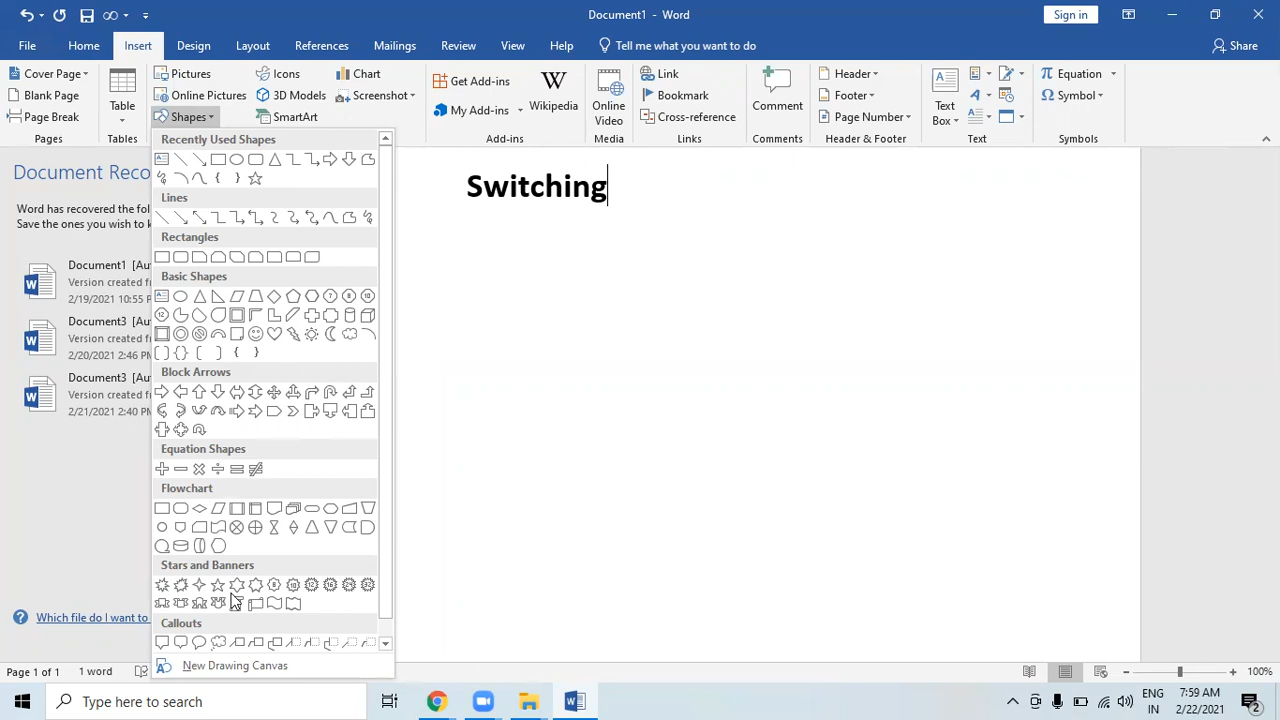 Document1 - Word
Sign in
File Home Insert Design Layout References Mailings Review View Help Tell me what you want to do Share
Cover Page
Blank Page
Page Break
Pages
Table
Tables
Pictures
Online Pictures
Shapes
Icons
3D Models
SmartArt
Chart
Screenshot
Get Add-ins
My Add-ins
Wikipedia
Online
Video
Media
Link
Bookmark
Cross-reference
Links
Comment
Comments
Header
Footer
Page Number
Header & Footer
Text
Box
Text
Equation
Symbol
Symbols
Recently Used Shapes
Lines
Rectangles
Basic Shapes
Block Arrows
Equation Shapes
Flowchart
Stars and Banners
Callouts
New Drawing Canvas
Document Reco
Word has recovered the fol
Save the ones you wish to k
Document1 [Au
Version created fro
2/19/2021 10:55 P
Document3 [Au
Version created fro
2/20/2021 2:46 P
Document3 [Au
Version created fro
2/21/2021 2:40 P
Which file do I want to
Switching
Page 1 of 1 1 word
100%
Type here to search
ENG
IN
7:59 AM
2/22/2021
2